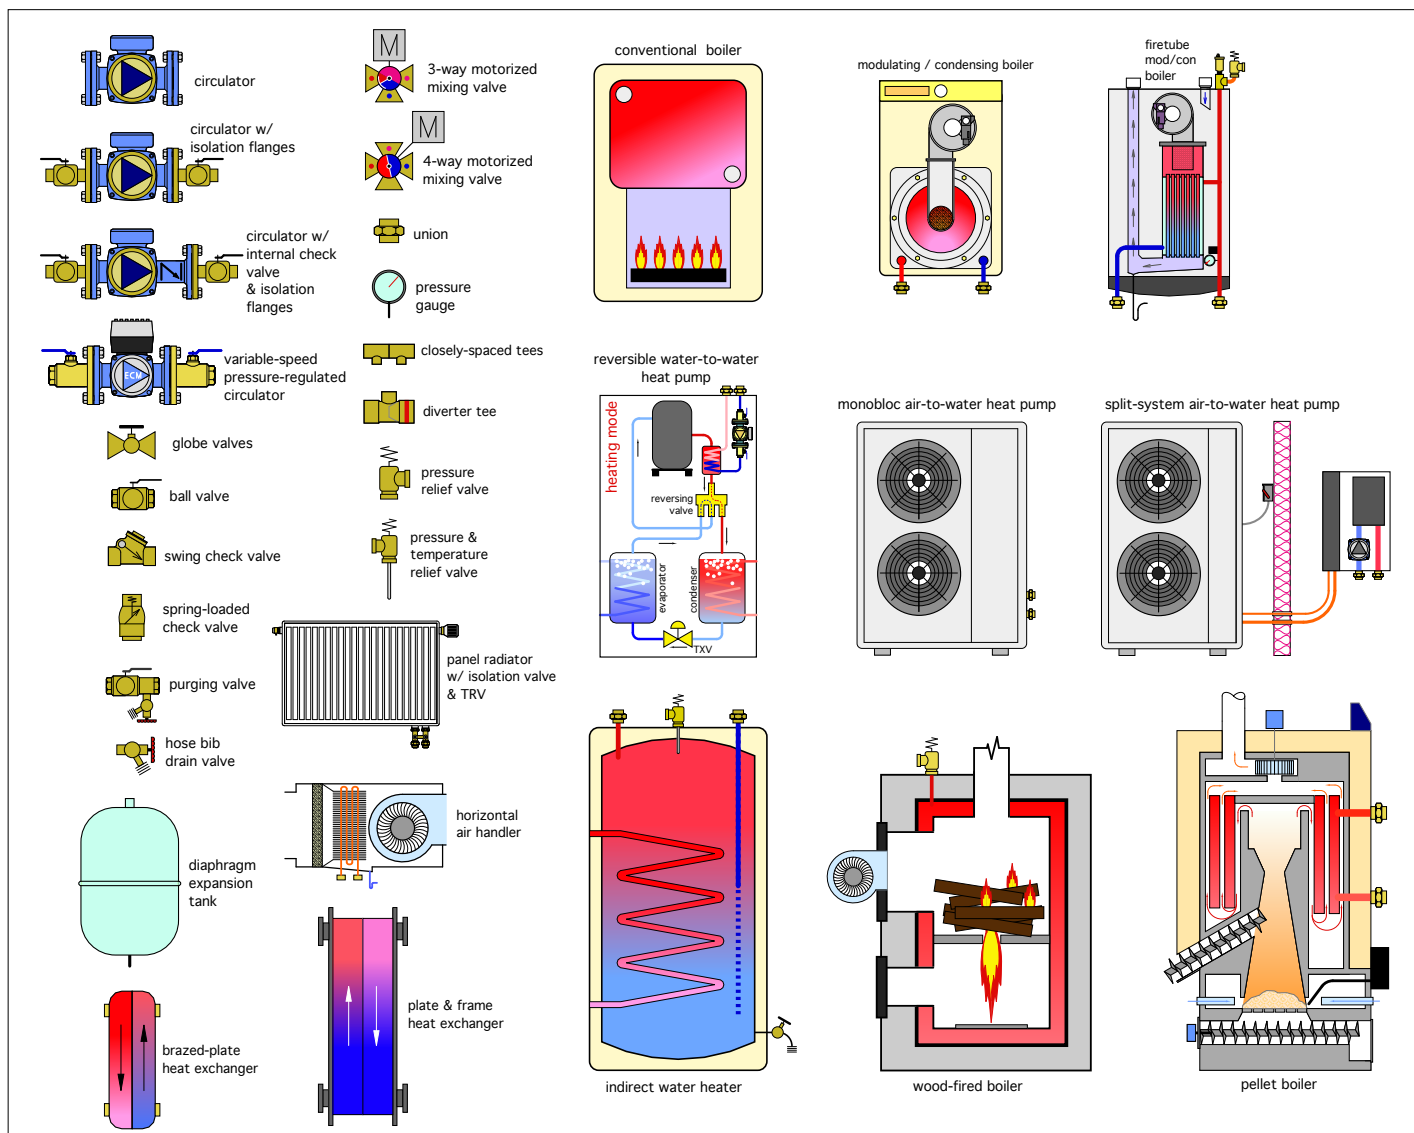 circulator
circulator w/
isolation flanges
circulator w/
internal check
valve
& isolation
flanges
ECM
variable-speed
pressure-regulated
circulator
globe valves
ball valve
swing check valve
spring-loaded
check valve
purging valve
hose bib
drain valve
diaphragm
expansion
tank
brazed-plate
heat exchanger
M
3-way motorized
mixing valve
M
4-way motorized
mixing valve
union
pressure
gauge
closely-spaced tees
diverter tee
pressure
relief valve
pressure &
temperature
relief valve
panel radiator
w/ isolation valve
& TRV
horizontal
air handler
plate & frame
heat exchanger
conventional boiler
modulating / condensing boiler
firetube
mod/con
boiler
reversible water-to-water
heat pump
heating mode
reversing
valve
evaporator
condenser
TXV
monobloc air-to-water heat pump
split-system air-to-water heat pump
indirect water heater
wood-fired boiler
pellet boiler